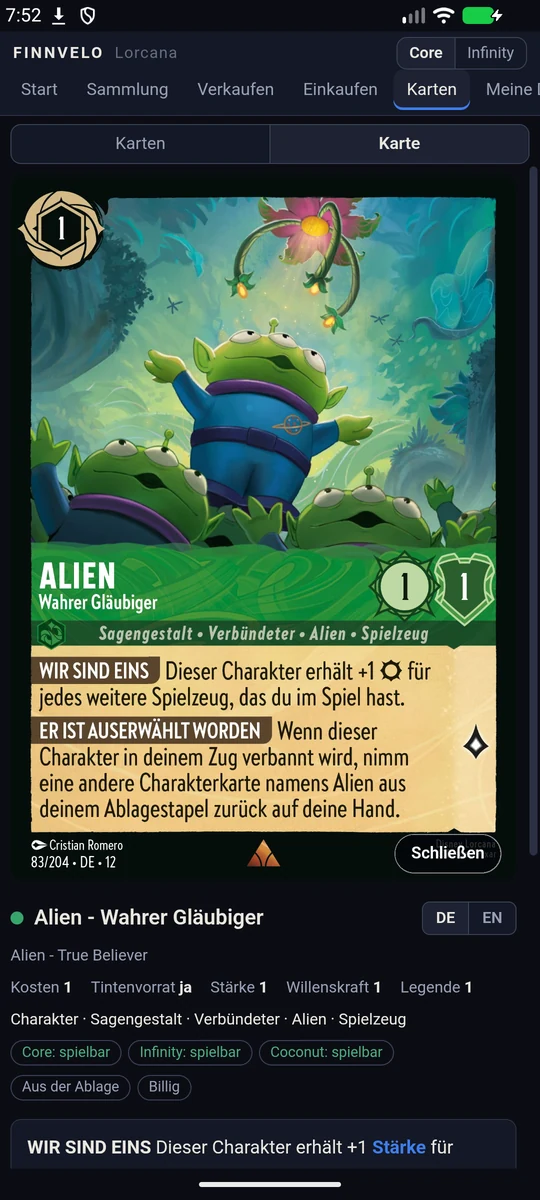 7:52
FINNVELO Lorcana
Core Infinity
Start Sammlung Verkaufen Einkaufen Karten Meine
Karten Karte
1
ALIEN
Wahrer Gläubiger
1 1
Sagengestalt • Verbündeter • Alien • Spielzeug
WIR SIND EINS Dieser Charakter erhält +1 für
jedes weitere Spielzeug, das du im Spiel hast.
ER IST AUSERWÄHLT WORDEN Wenn dieser
Charakter in deinem Zug verbannt wird, nimm
eine andere Charakterkarte namens Alien aus
deinem Ablagestapel zurück auf deine Hand.
Cristian Romero
83/204 • DE • 12
Schließen
Alien - Wahrer Gläubiger
DE EN
Alien - True Believer
Kosten 1 Tintenvorrat ja Stärke 1 Willenskraft 1 Legende 1
Charakter · Sagengestalt · Verbündeter · Alien · Spielzeug
Core: spielbar Infinity: spielbar Coconut: spielbar
Aus der Ablage Billig
WIR SIND EINS Dieser Charakter erhält +1 Stärke für